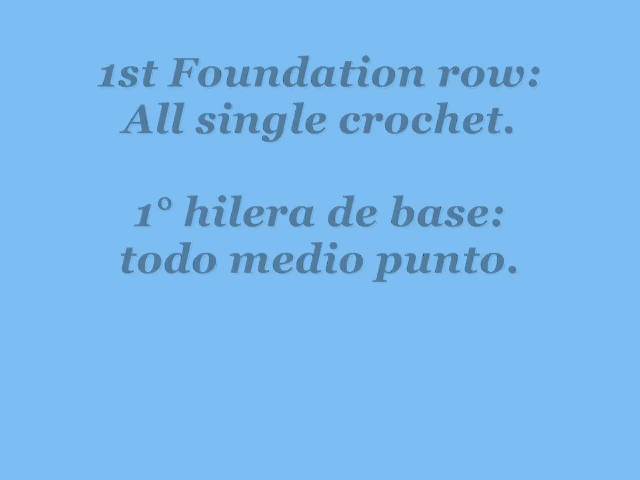 1st Foundation row:
All single crochet.
1° hilera de base:
todo medio punto.